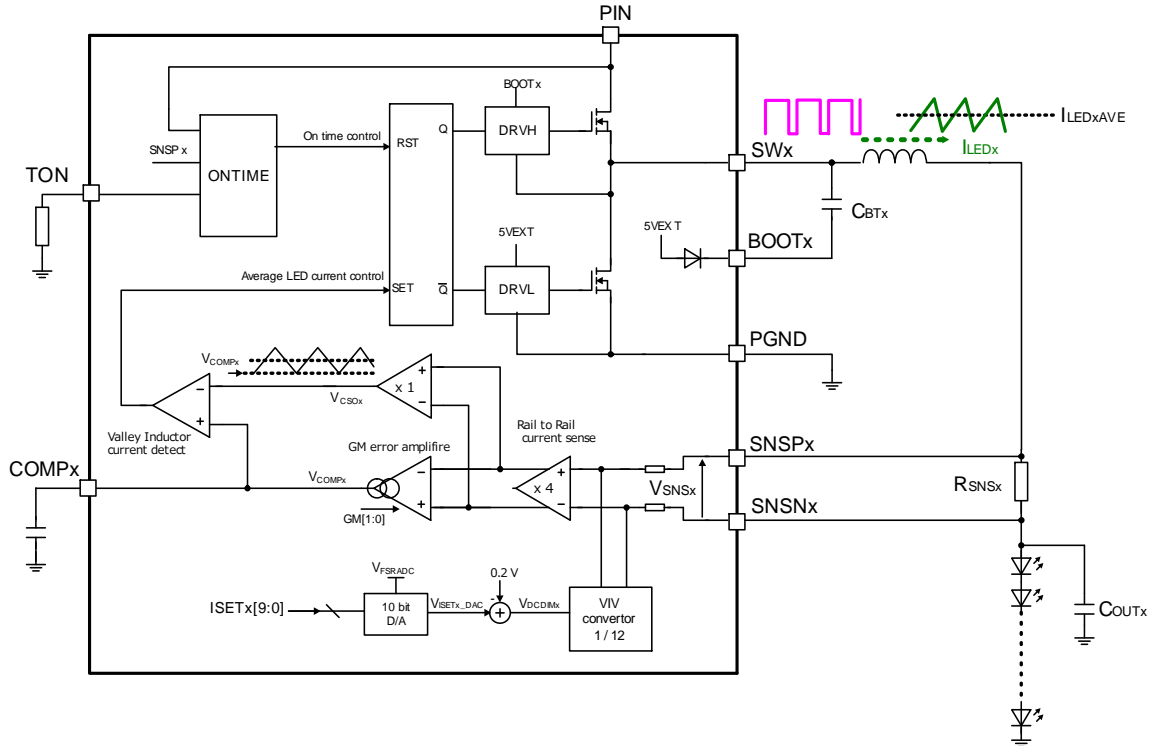 PIN
BOOTx
DRVH
Q
On time control
RST
SNSP x
ONTIME
TON
SWx
ILEDxAVE
ILEDx
CBTx
5VEXT
BOOTx
5VEXT
Average LED current control
SET
Q
DRVL
PGND
VCOMPx
x 1
VCSOx
Valley Inductor
current detect
GM error amplifire
Rail to Rail
current sense
COMPx
VCOMPx
GM[1:0]
x 4
VSNSx
SNSPx
RSNSx
SNSNx
VFSRADC
0.2 V
ISETx[9:0]
10 bit
D/A
VISETx_DAC
VDCDIMx
VIV
convertor
1 / 12
COUTx